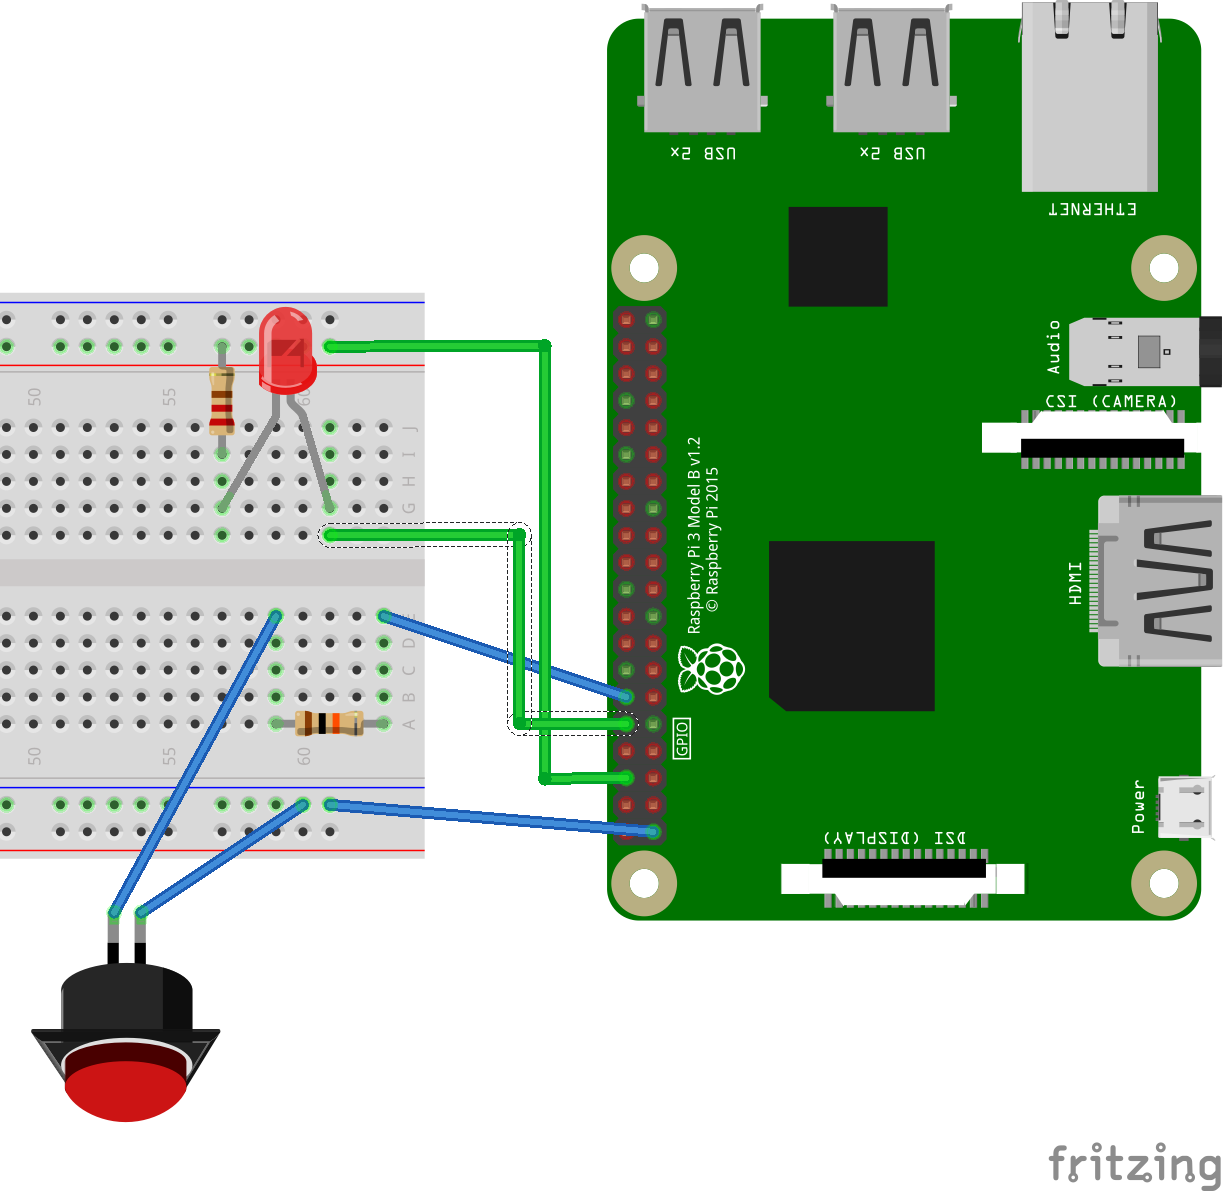 USB 2x
USB 2x
ETHERNET
Audio
CSI (CAMERA)
50
55
60
J
I
H
G
Raspberry Pi 3 Model B v1.2
© Raspberry Pi 2015
HDMI
E
D
C
B
A
GPIO
50
55
60
Power
DSI (DISPLAY)
fritzing